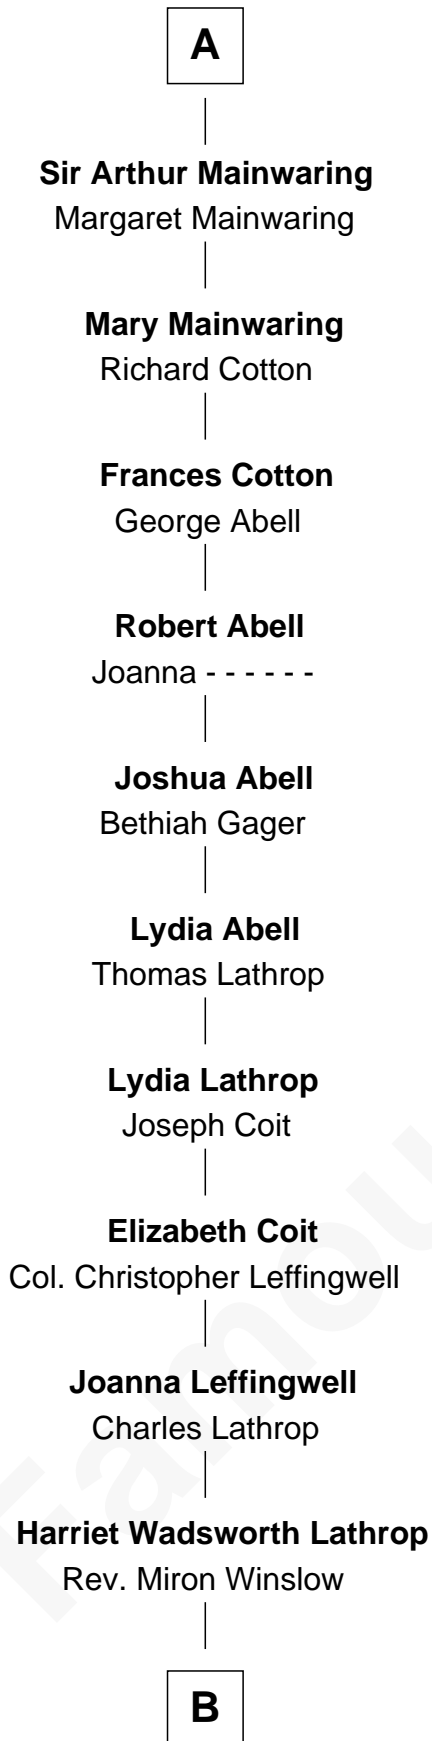 A
Sir Arthur Mainwaring
Margaret Mainwaring
Mary Mainwaring
Richard Cotton
Frances Cotton
George Abell
Robert Abell
Joanna - - - - - -
Joshua Abell
Bethiah Gager
Lydia Abell
Thomas Lathrop
Lydia Lathrop
Joseph Coit
Elizabeth Coit
Col. Christopher Leffingwell
Joanna Leffingwell
Charles Lathrop
Harriet Wadsworth Lathrop
Rev. Miron Winslow
B
Famou